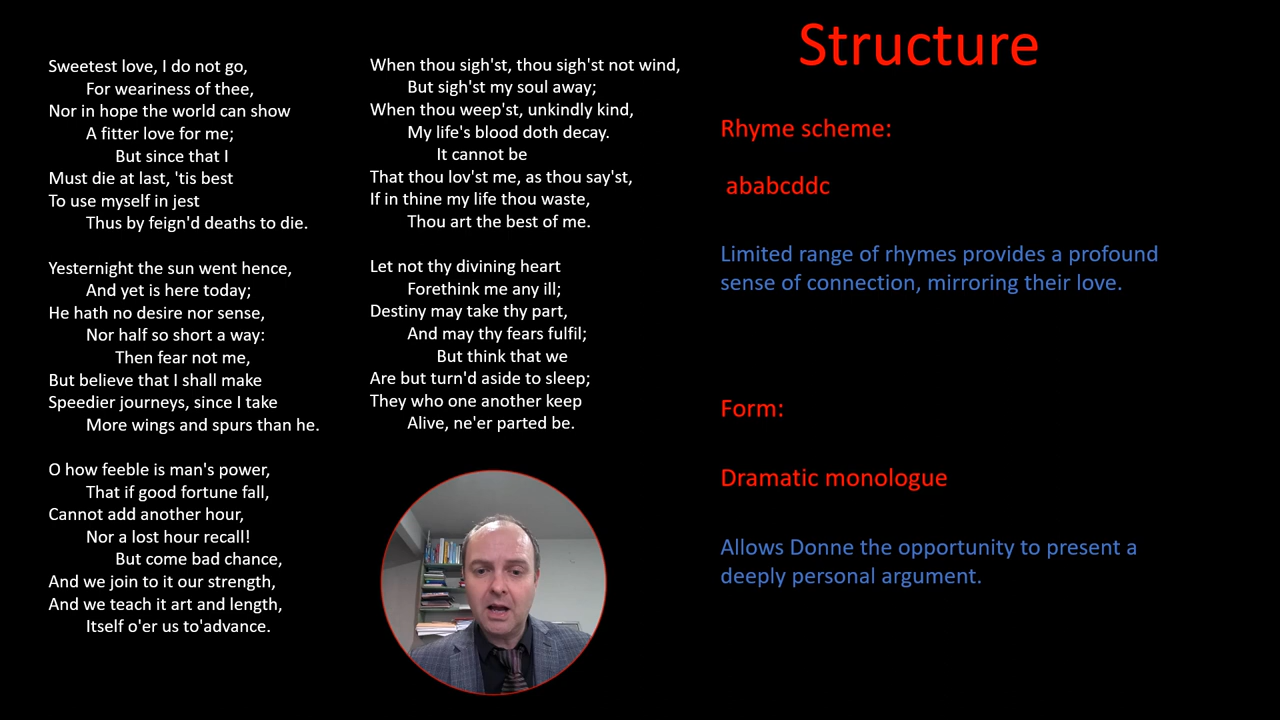 Structure
Sweetest love, I do not go,
For weariness of thee,
Nor in hope the world can show
A fitter love for me;
But since that I
Must die at last, 'tis best
To use myself in jest
Thus by feign'd deaths to die.
Yesternight the sun went hence,
And yet is here today;
He hath no desire nor sense,
Nor half so short a way:
Then fear not me,
But believe that I shall make
Speedier journeys, since I take
More wings and spurs than he.
O how feeble is man's power,
That if good fortune fall,
Cannot add another hour,
Nor a lost hour recall!
But come bad chance,
And we join to it our strength,
And we teach it art and length,
Itself o'er us to'advance.
When thou sigh'st, thou sigh'st not wind,
But sigh'st my soul away;
When thou weep'st, unkindly kind,
My life's blood doth decay.
It cannot be
That thou lov'st me, as thou say'st,
If in thine my life thou waste,
Thou art the best of me.
Let not thy divining heart
Forethink me any ill;
Destiny may take thy part,
And may thy fears fulfil;
But think that we
Are but turn'd aside to sleep;
They who one another keep
Alive, ne'er parted be.
Rhyme scheme:
ababcddc
Limited range of rhymes provides a profound
sense of connection, mirroring their love.
Form:
Dramatic monologue
Allows Donne the opportunity to present a
deeply personal argument.